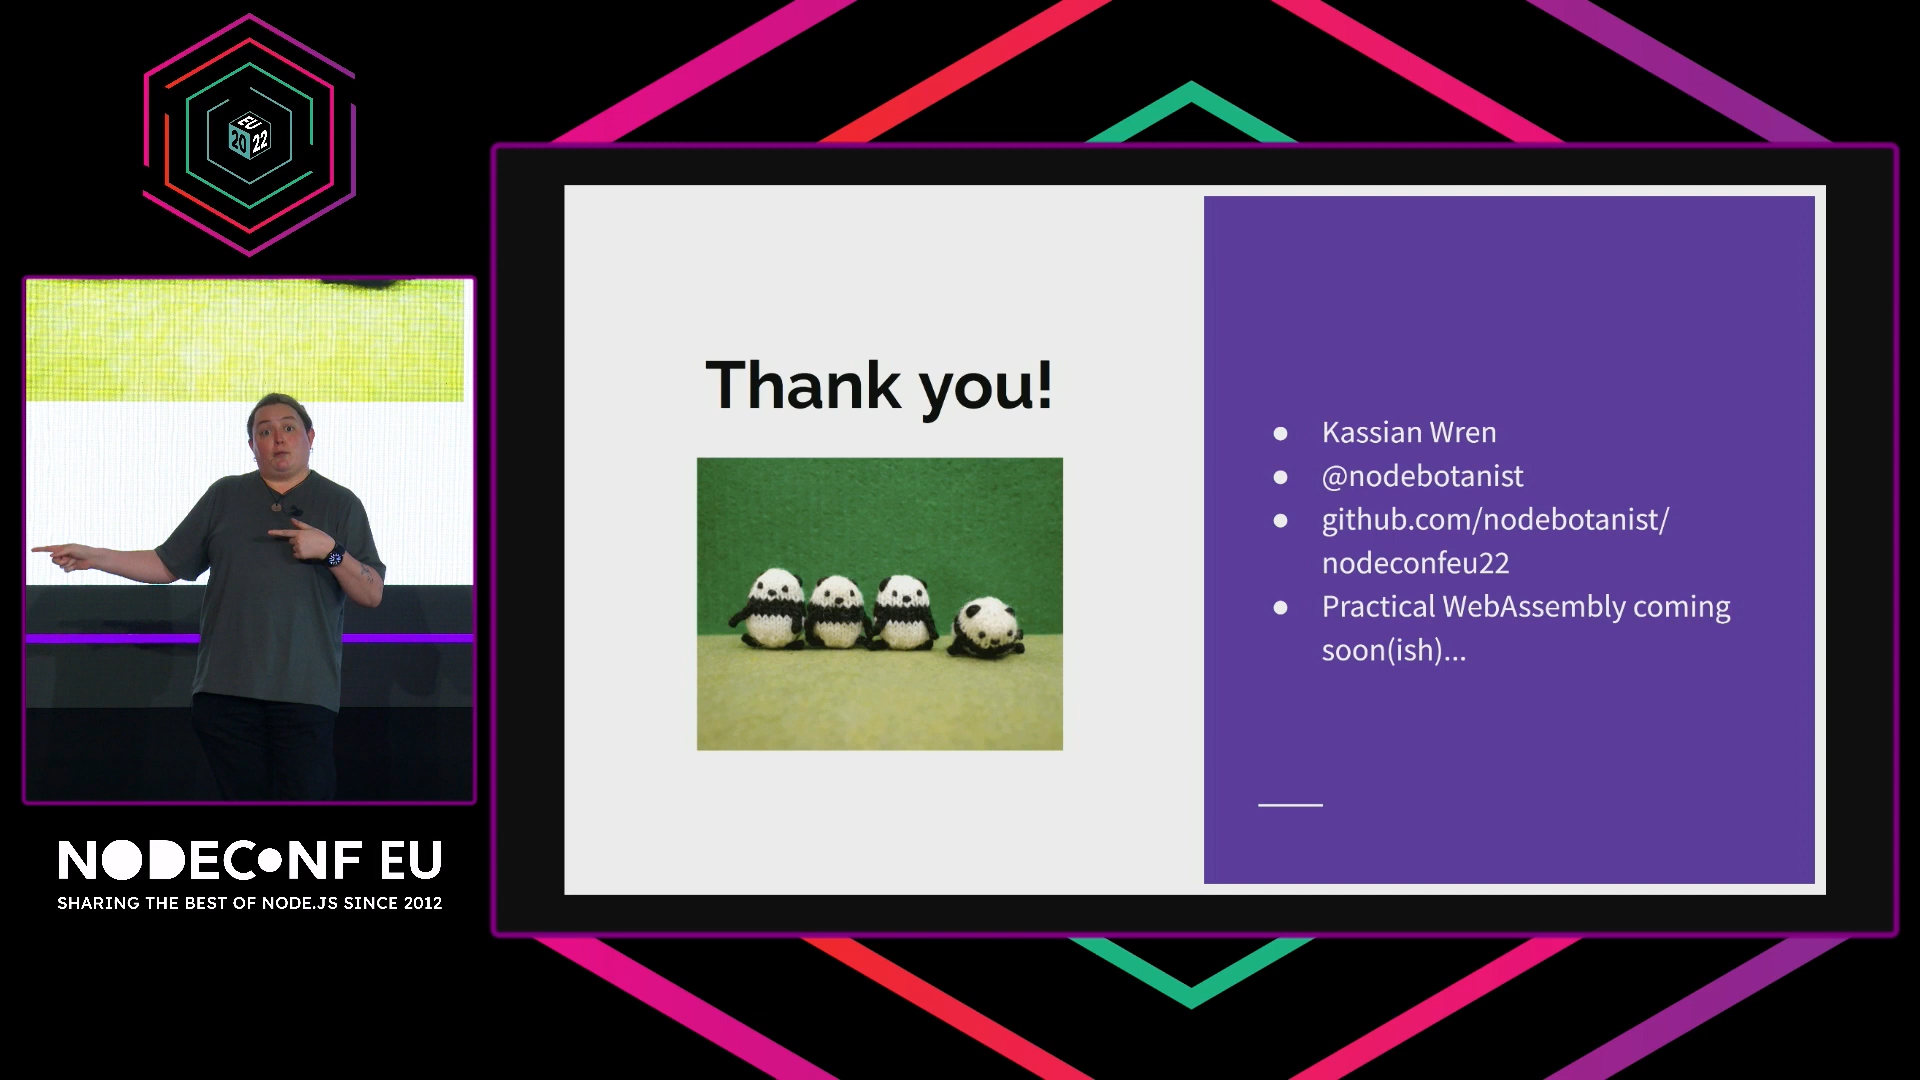 EU
20 22
NODECONF EU
SHARING THE BEST OF NODE.JS SINCE 2012
Thank you!
● Kassian Wren
● @nodebotanist
● github.com/nodebotanist/
nodeconfeu22
● Practical WebAssembly coming
soon(ish)...